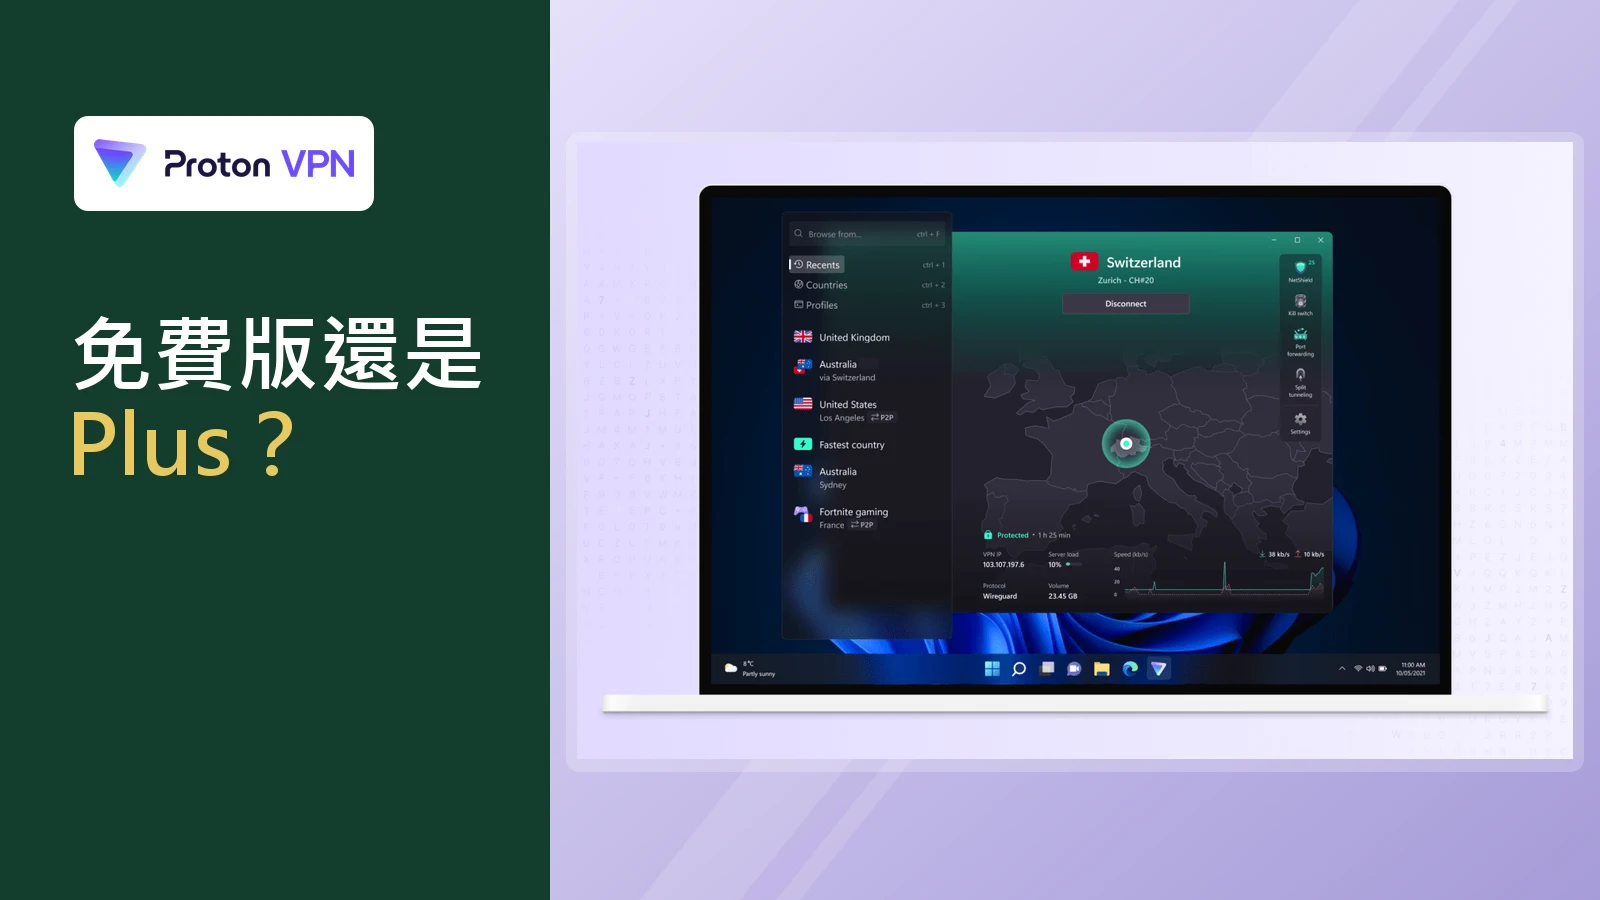 Proton VPN
免費版還是
Plus？
Browse from...
ctrl + F
Recents
ctrl + 1
Countries
ctrl + 2
Profiles
ctrl + 3
United Kingdom
Australia
via Switzerland
United States
Los Angeles
P2P
Fastest country
Australia
Sydney
Fortnite gaming
France
P2P
Switzerland
Zurich - CH#20
Disconnect
25
NetShield
Kill switch
Port
forwarding
Split
tunneling
Settings
Protected • 1 h 25 min
VPN IP
103.107.197.6
Server load
10%
Speed (kb/s)
38 kb/s
10 kb/s
40
20
0
Protocol
Wireguard
Volume
23.45 GB
8°C
Partly sunny
11:00 AM
10/05/2021